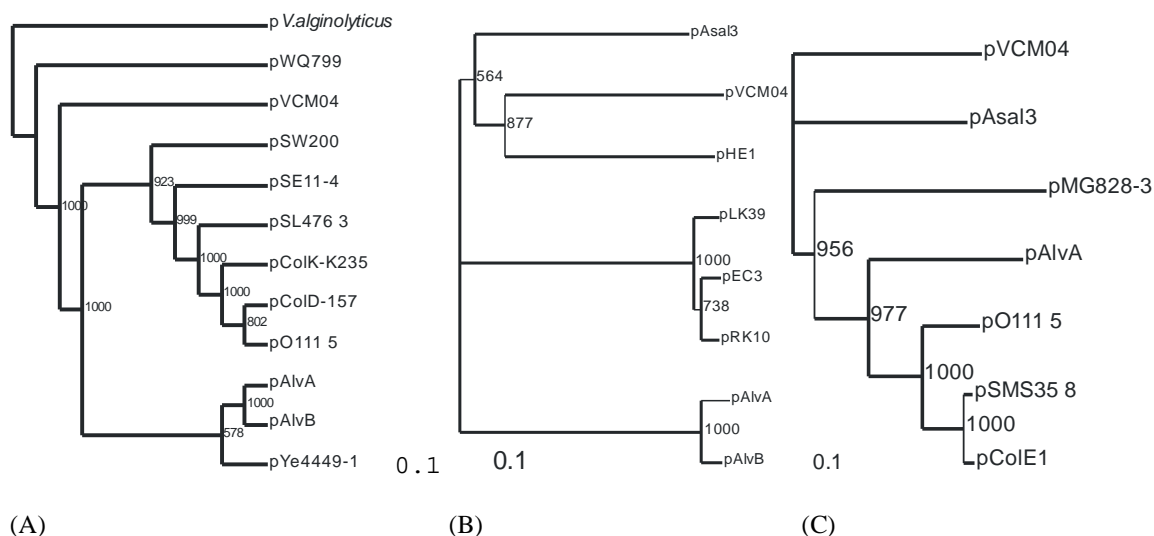 p V.alginolyticus
pWQ799
pVCM04
pSW200
923
pSE11-4
999
pSL476 3
1000
1000
pColK-K235
1000
pColD-157
1000
802
pO111 5
pAlvA
1000
pAlvB
578
pYe4449-1
0.1
(A)
pAsal3
564
pVCM04
877
pHE1
pLK39
1000
pEC3
738
pRK10
pAlvA
1000
pAlvB
0.1
(B)
pVCM04
pAsal3
pMG828-3
956
pAlvA
977
pO111 5
1000
pSMS35 8
1000
pColE1
0.1
(C)